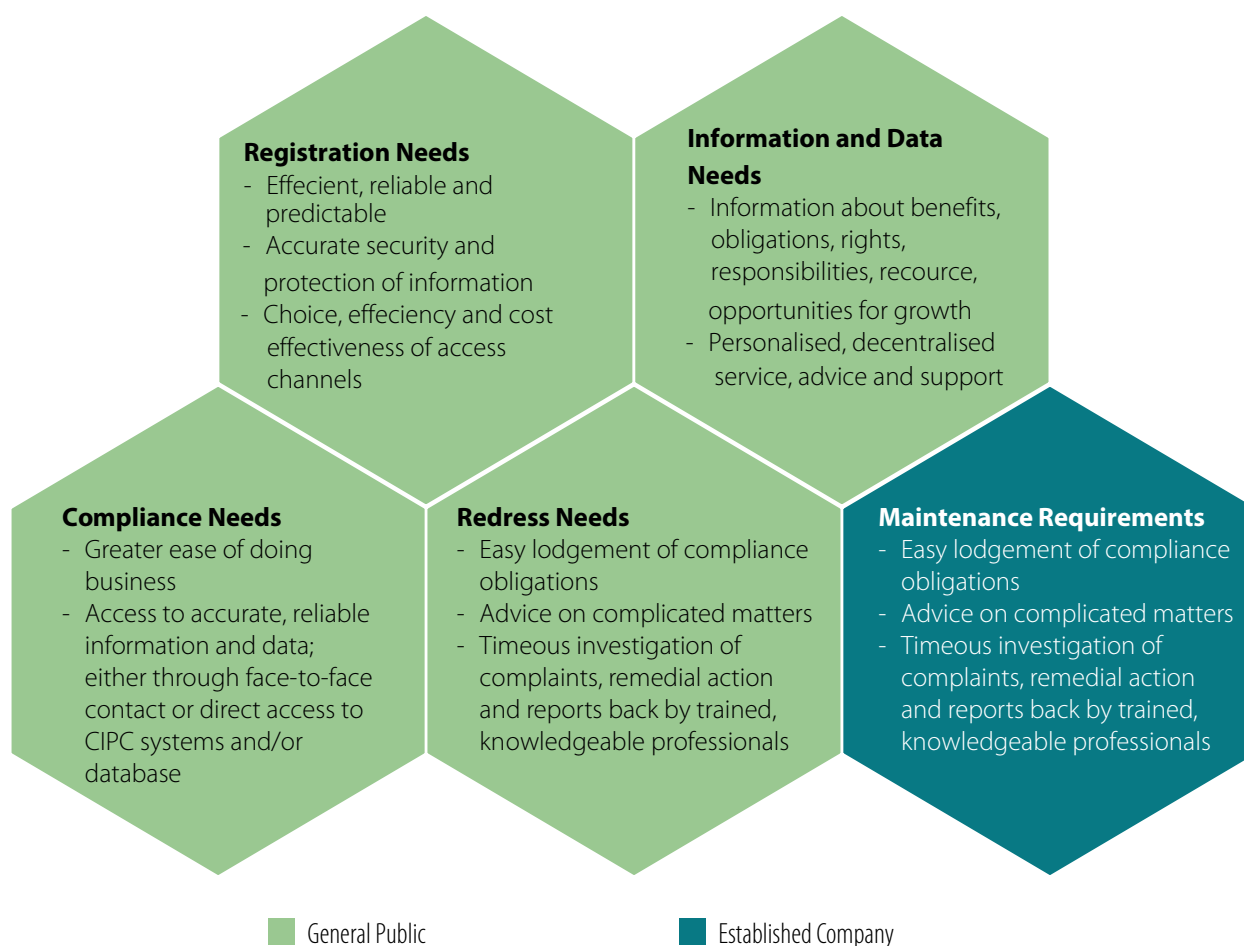 Registration Needs
- Effecient, reliable and
predictable
- Accurate security and
protection of information
- Choice, effeciency and cost
effectiveness of access
channels
Information and Data
Needs
- Information about benefits,
obligations, rights,
responsibilities, recource,
opportunities for growth
- Personalised, decentralised
service, advice and support
Compliance Needs
- Greater ease of doing
business
- Access to accurate, reliable
information and data;
either through face-to-face
contact or direct access to
CIPC systems and/or
database
Redress Needs
- Easy lodgement of compliance
obligations
- Advice on complicated matters
- Timeous investigation of
complaints, remedial action
and reports back by trained,
knowledgeable professionals
Maintenance Requirements
- Easy lodgement of compliance
obligations
- Advice on complicated matters
- Timeous investigation of
complaints, remedial action
and reports back by trained,
knowledgeable professionals
General Public
Established Company